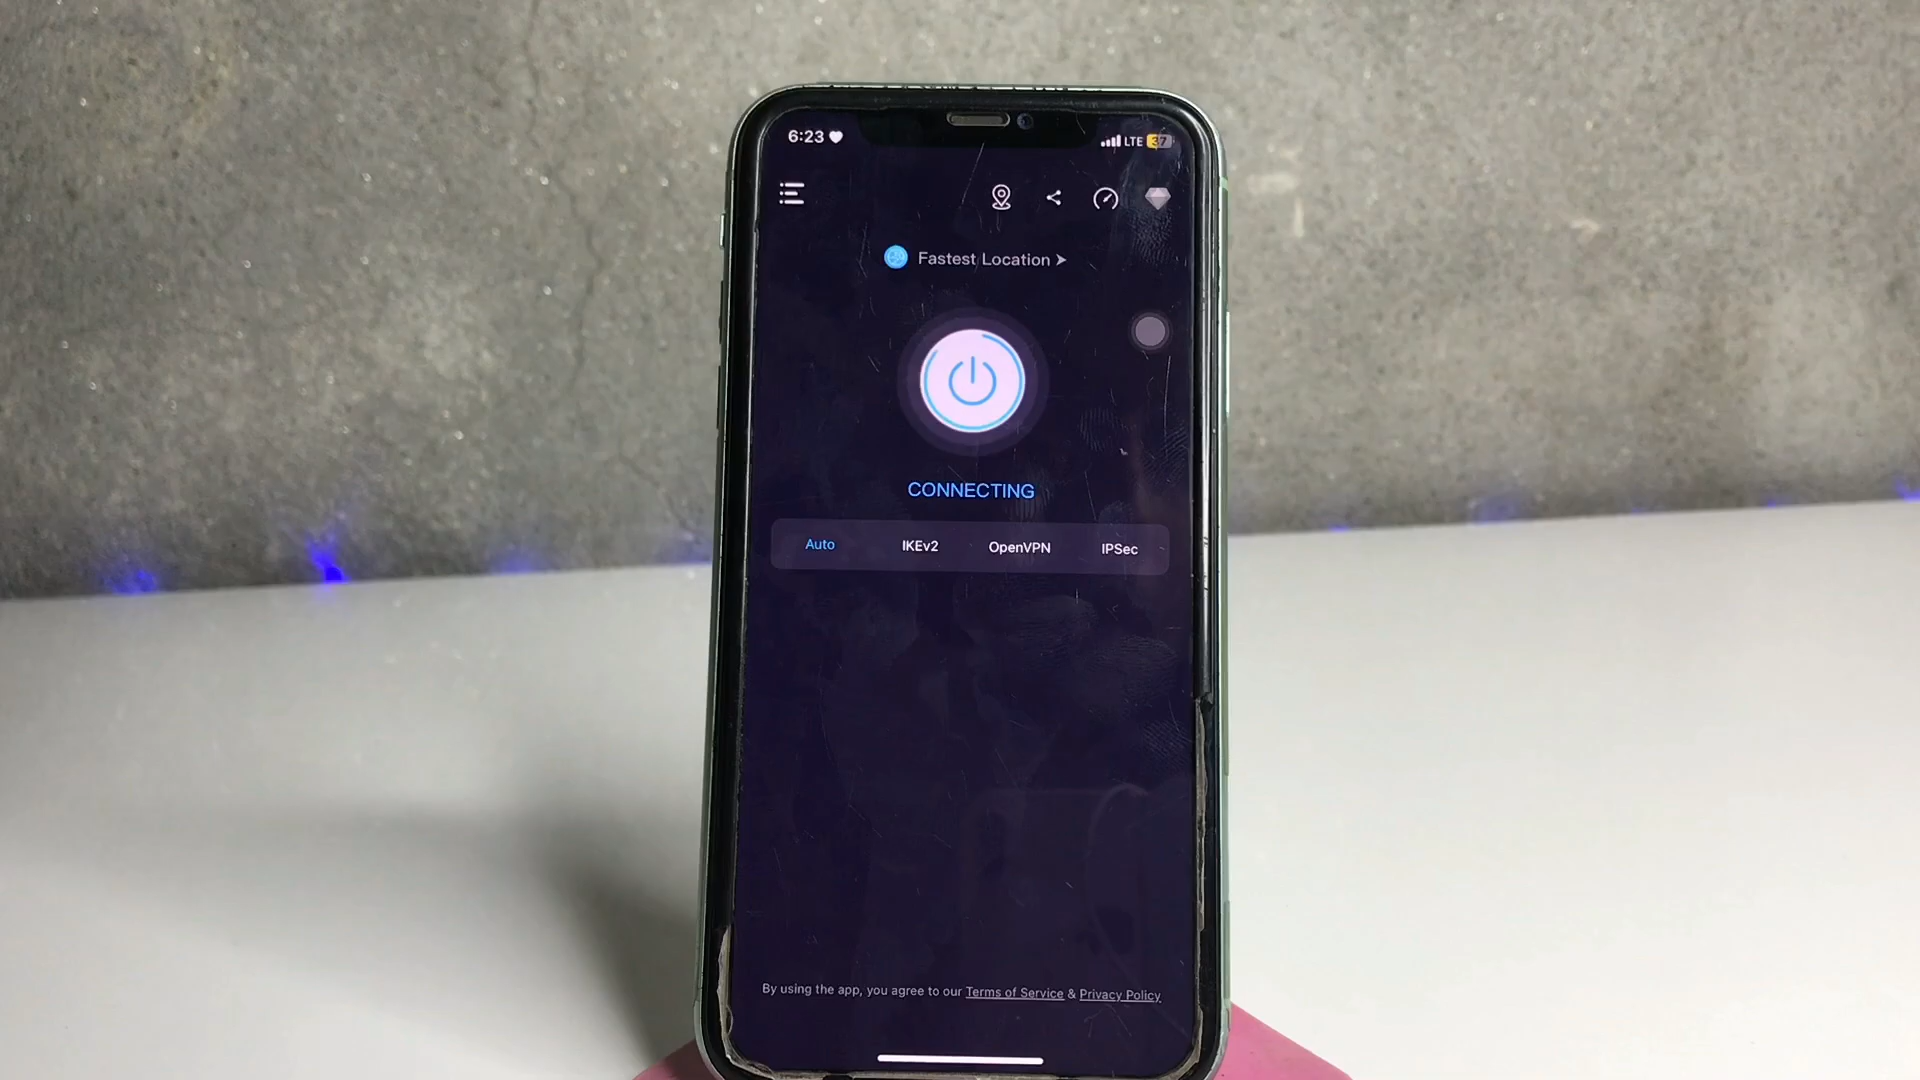 6:23
LTE 37
Fastest Location
CONNECTING
Auto IKEv2 OpenVPN IPSec
By using the app, you agree to our Terms of Service & Privacy Policy